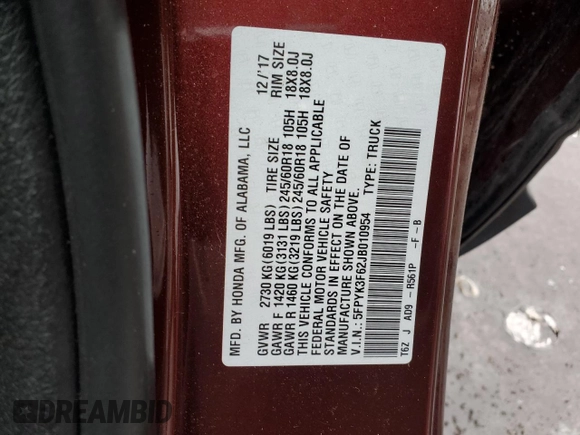 MFD. BY HONDA MFG. OF ALABAMA, LLC 12/'17
GVWR 2730 KG(6019 LBS) TIRE SIZE RIM SIZE
GAWR F 1420 KG(3131 LBS) 245/60R18 105H 18X8.0J
GAWR R 1460 KG(3219 LBS) 245/60R18 105H 18X8.0J
THIS VEHICLE CONFORMS TO ALL APPLICABLE
FEDERAL MOTOR VEHICLE SAFETY
STANDARDS IN EFFECT ON THE DATE OF
MANUFACTURE SHOWN ABOVE.
V.I.N.: 5FPYK3F62JB010954 TYPE: TRUCK
T6Z J AD9 - R561P -F-B
DREAMBID